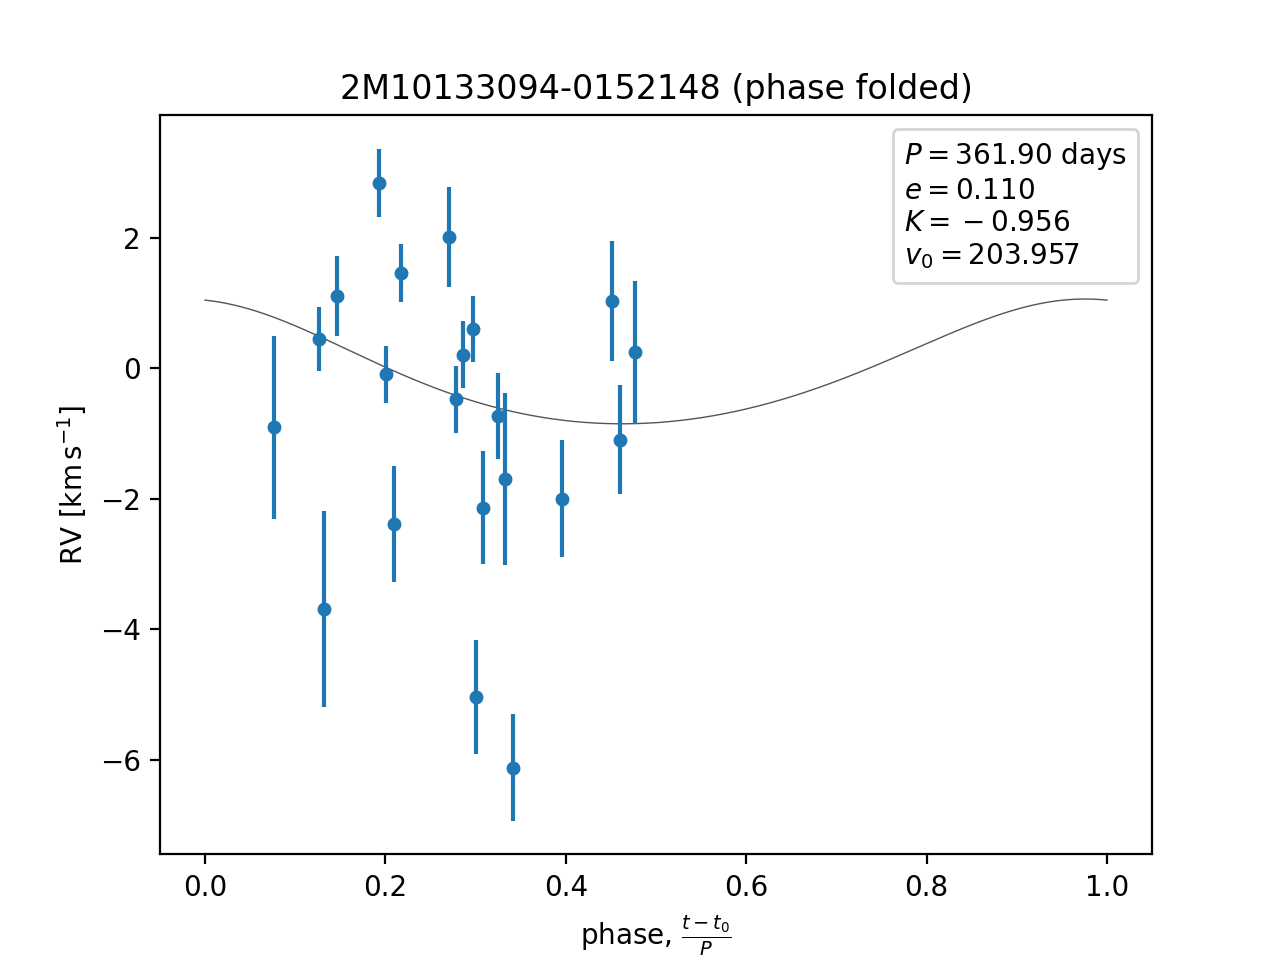 2M10133094-0152148 (phase folded)
P = 361.90 days
e = 0.110
K = −0.956
v₀ = 203.957
2
0
−2
−4
−6
RV [km s⁻¹]
0.0 0.2 0.4 0.6 0.8 1.0
phase, (t − t₀)/P